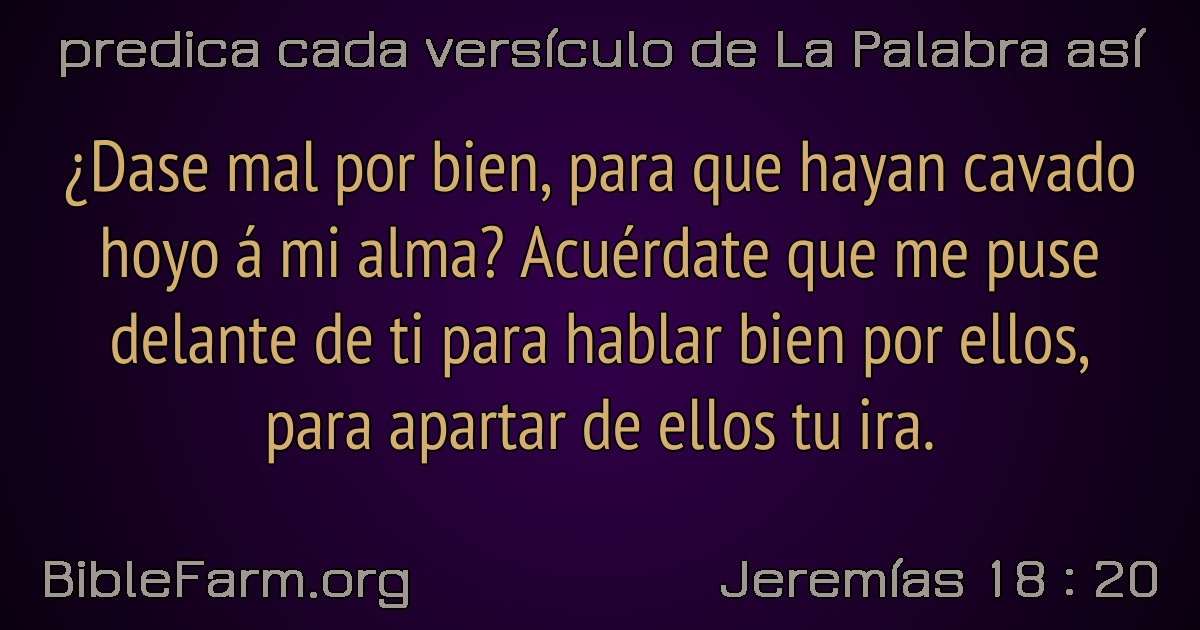 predica cada versículo de La Palabra así
¿Dase mal por bien, para que hayan cavado
hoyo á mi alma? Acuérdate que me puse
delante de ti para hablar bien por ellos,
para apartar de ellos tu ira.
BibleFarm.org
Jeremías 18 : 20